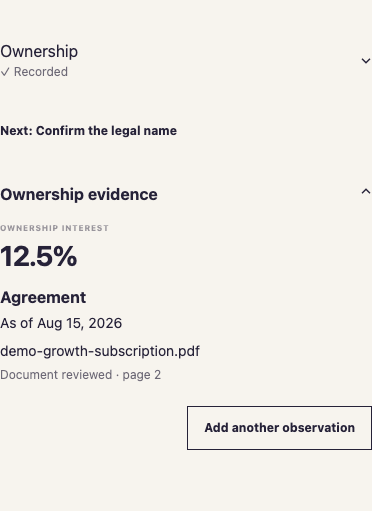 Ownership
✓ Recorded
Next: Confirm the legal name
Ownership evidence
OWNERSHIP INTEREST
12.5%
Agreement
As of Aug 15, 2026
demo-growth-subscription.pdf
Document reviewed · page 2
Add another observation